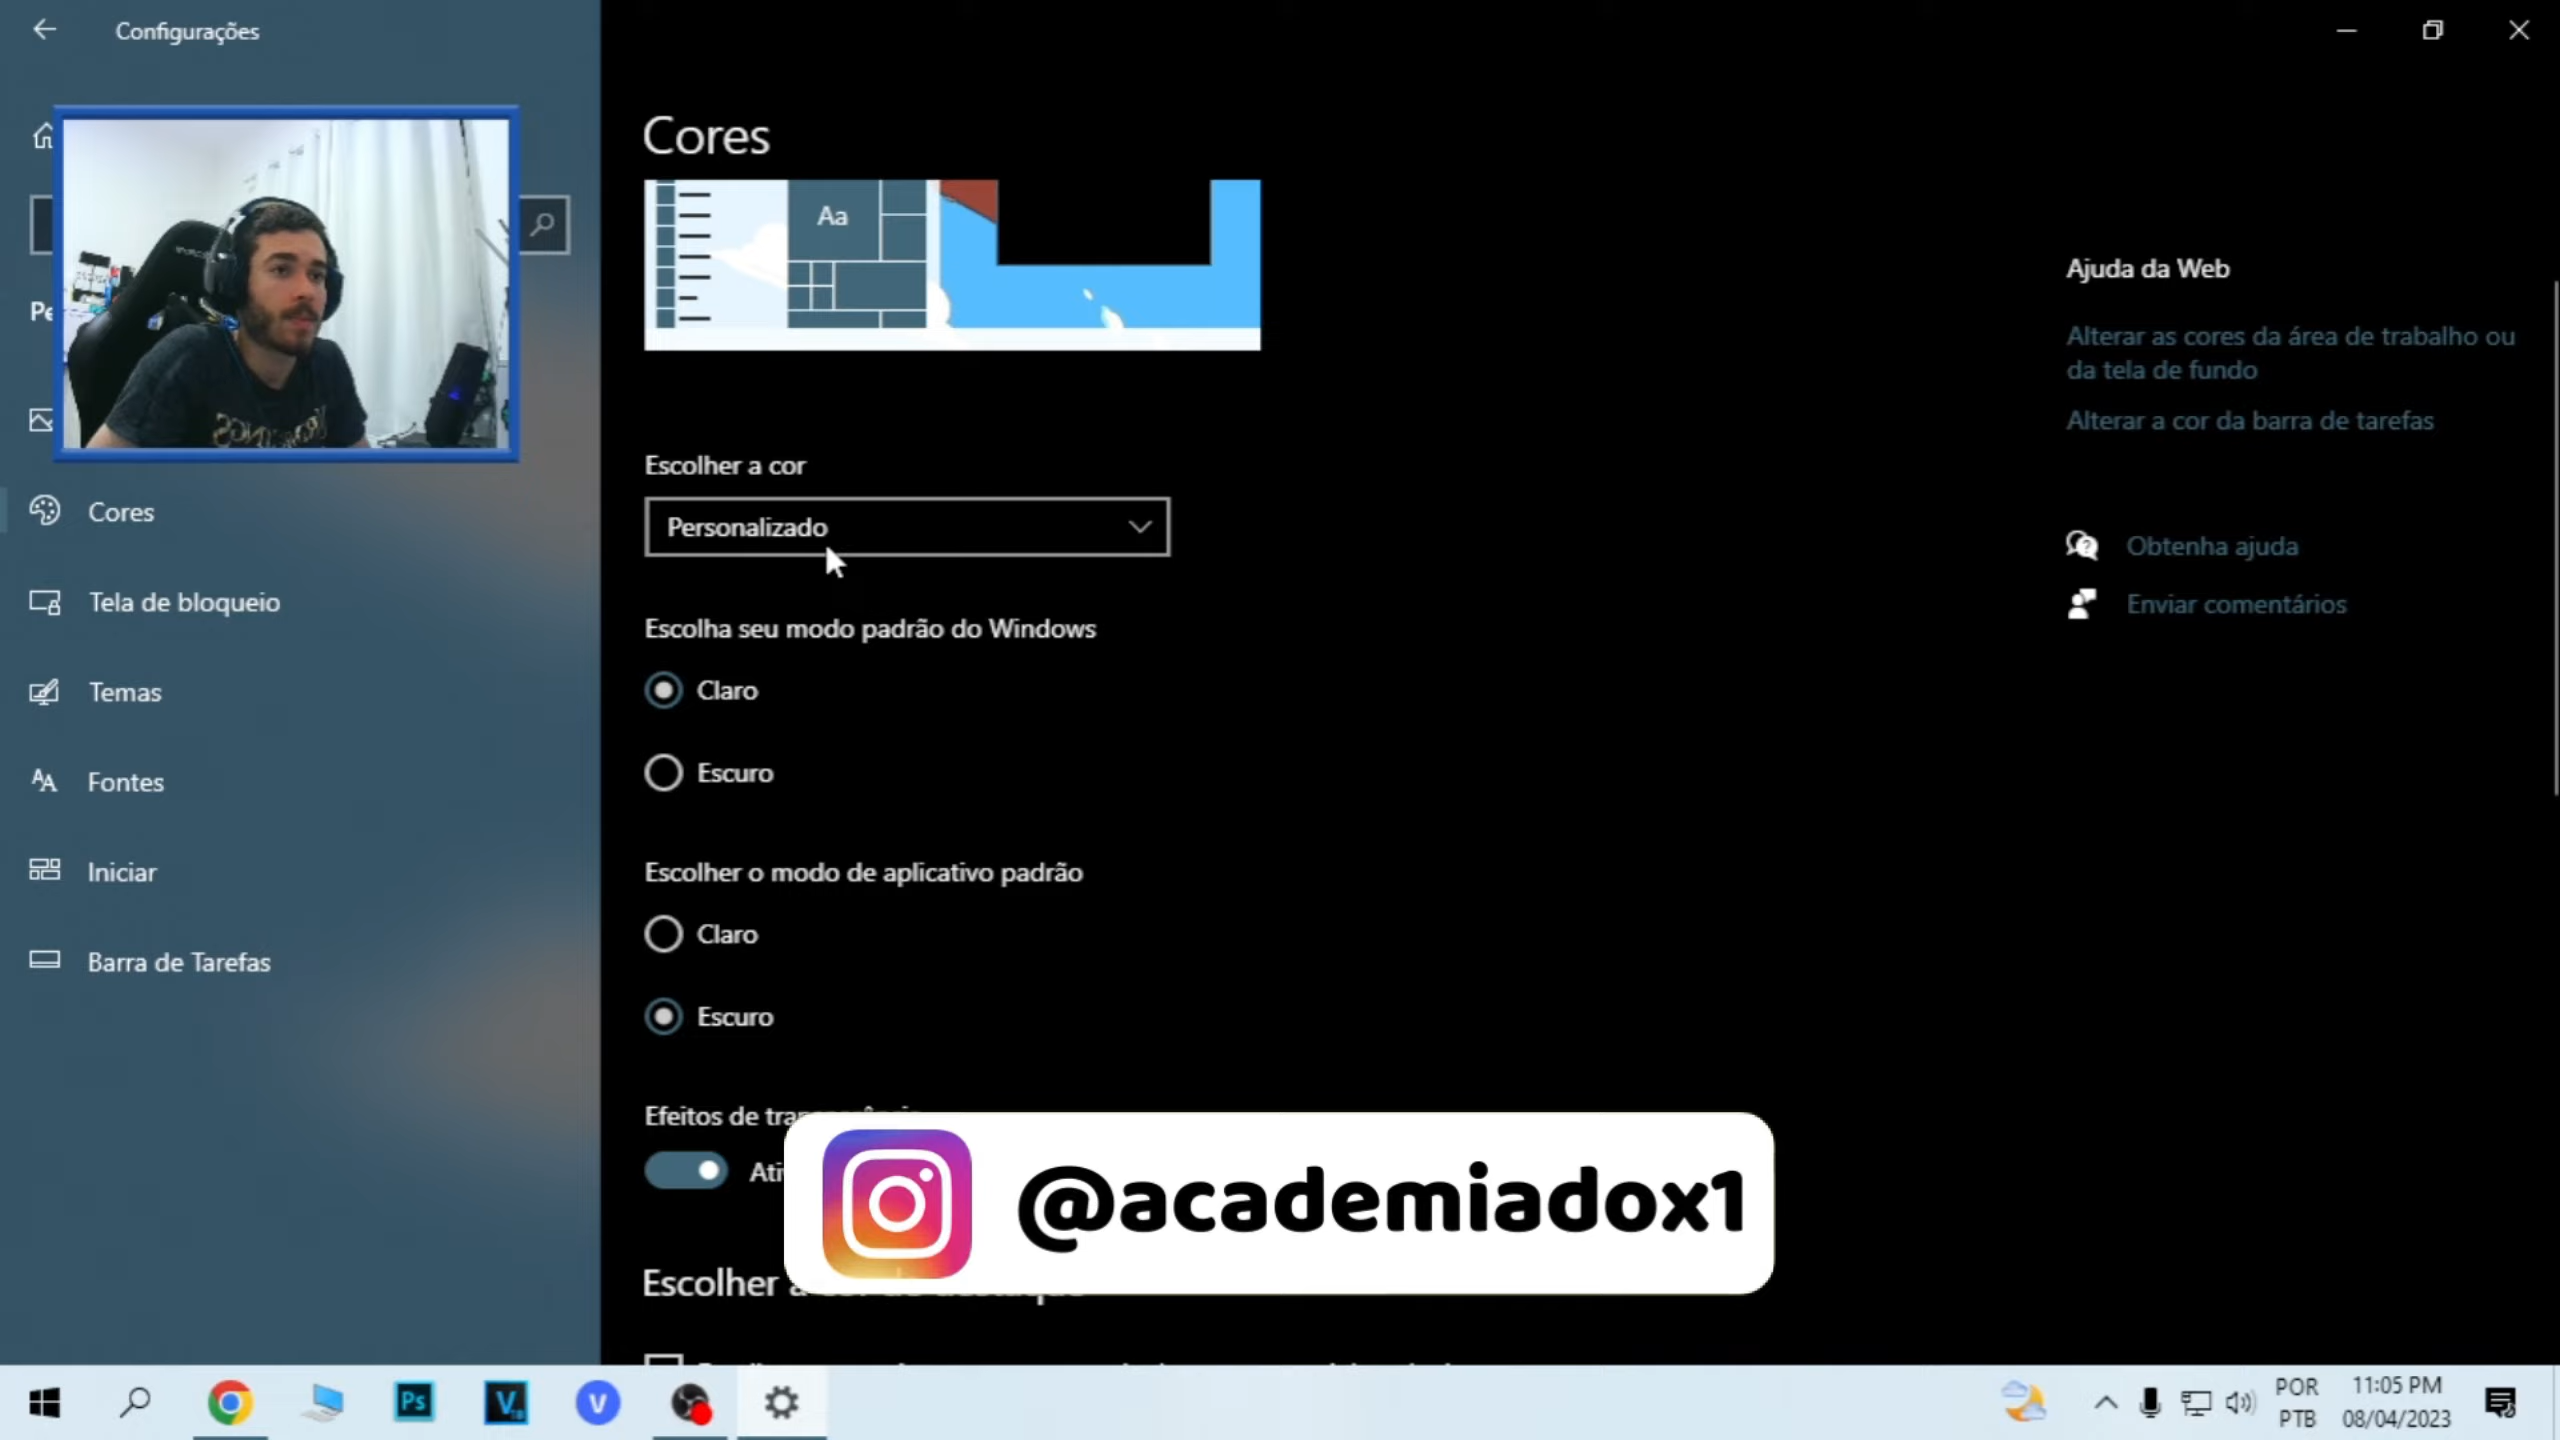 Configurações
Pe
Cores
Tela de bloqueio
Temas
Fontes
Iniciar
Barra de Tarefas
Cores
Aa
Escolher a cor
Personalizado
Escolha seu modo padrão do Windows
Claro
Escuro
Escolher o modo de aplicativo padrão
Claro
Escuro
Efeitos de
Escolher
@academiadox1
Ajuda da Web
Alterar as cores da área de trabalho ou
da tela de fundo
Alterar a cor da barra de tarefas
Obtenha ajuda
Enviar comentários
Ps
V
V
POR
PTB
11:05 PM
08/04/2023